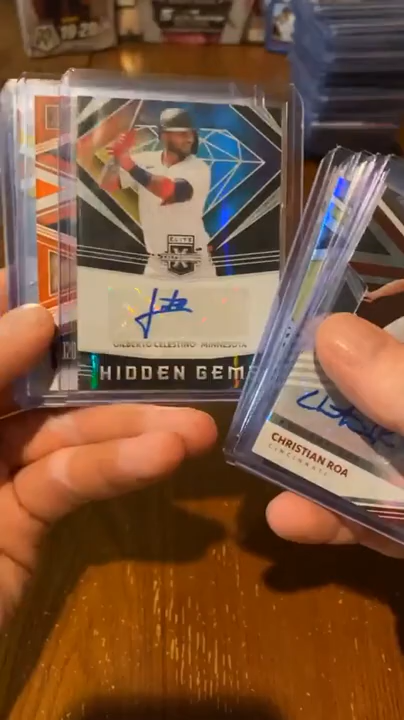 ELITE
X
GILBERTO CELESTINO · MINNESOTA
HIDDEN GEMS
CHRISTIAN ROA
CINCINNATI